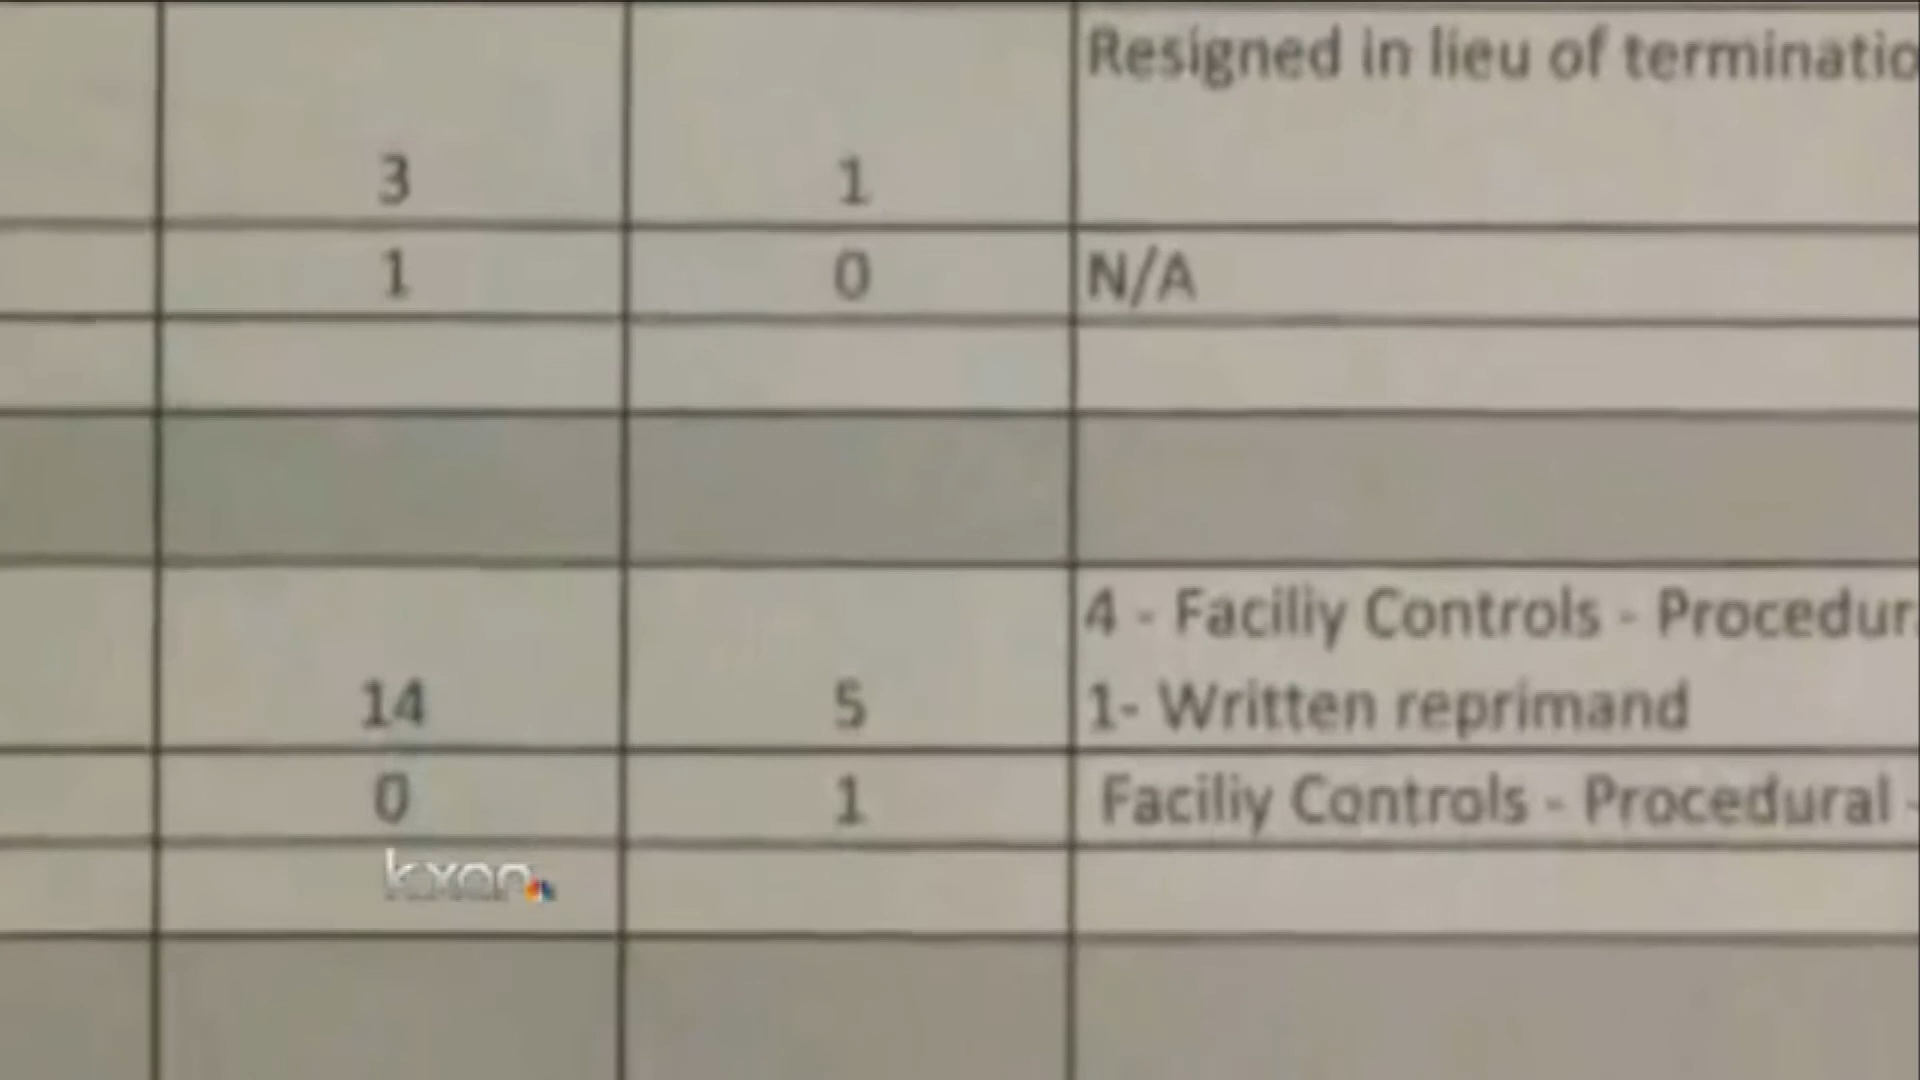 Resigned in lieu of terminatio
3 1
1 0 N/A
4 - Faciliy Controls - Procedur
14 5 1- Written reprimand
0 1 Faciliy Controls - Procedural -
kxan